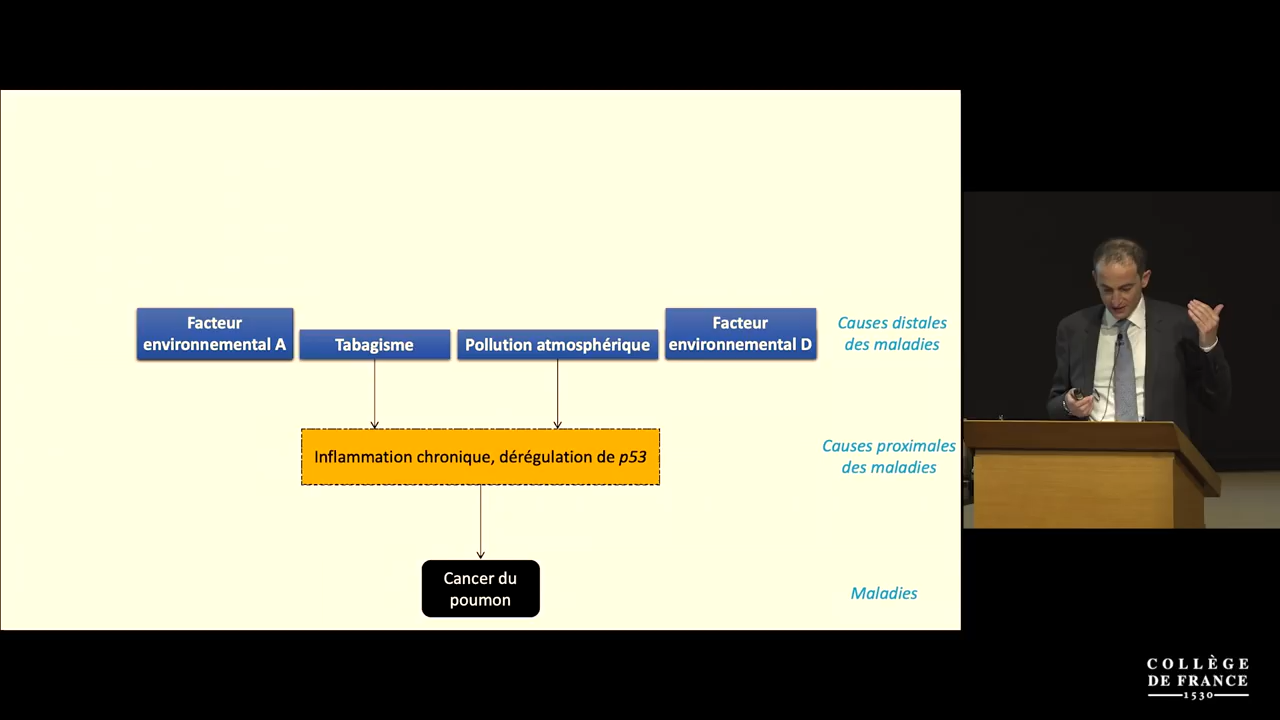 Facteur
environnemental A
Tabagisme
Pollution atmosphérique
Facteur
environnemental D
Causes distales
des maladies
Inflammation chronique, dérégulation de p53
Causes proximales
des maladies
Cancer du
poumon
Maladies
COLLÈGE
DE FRANCE
1530